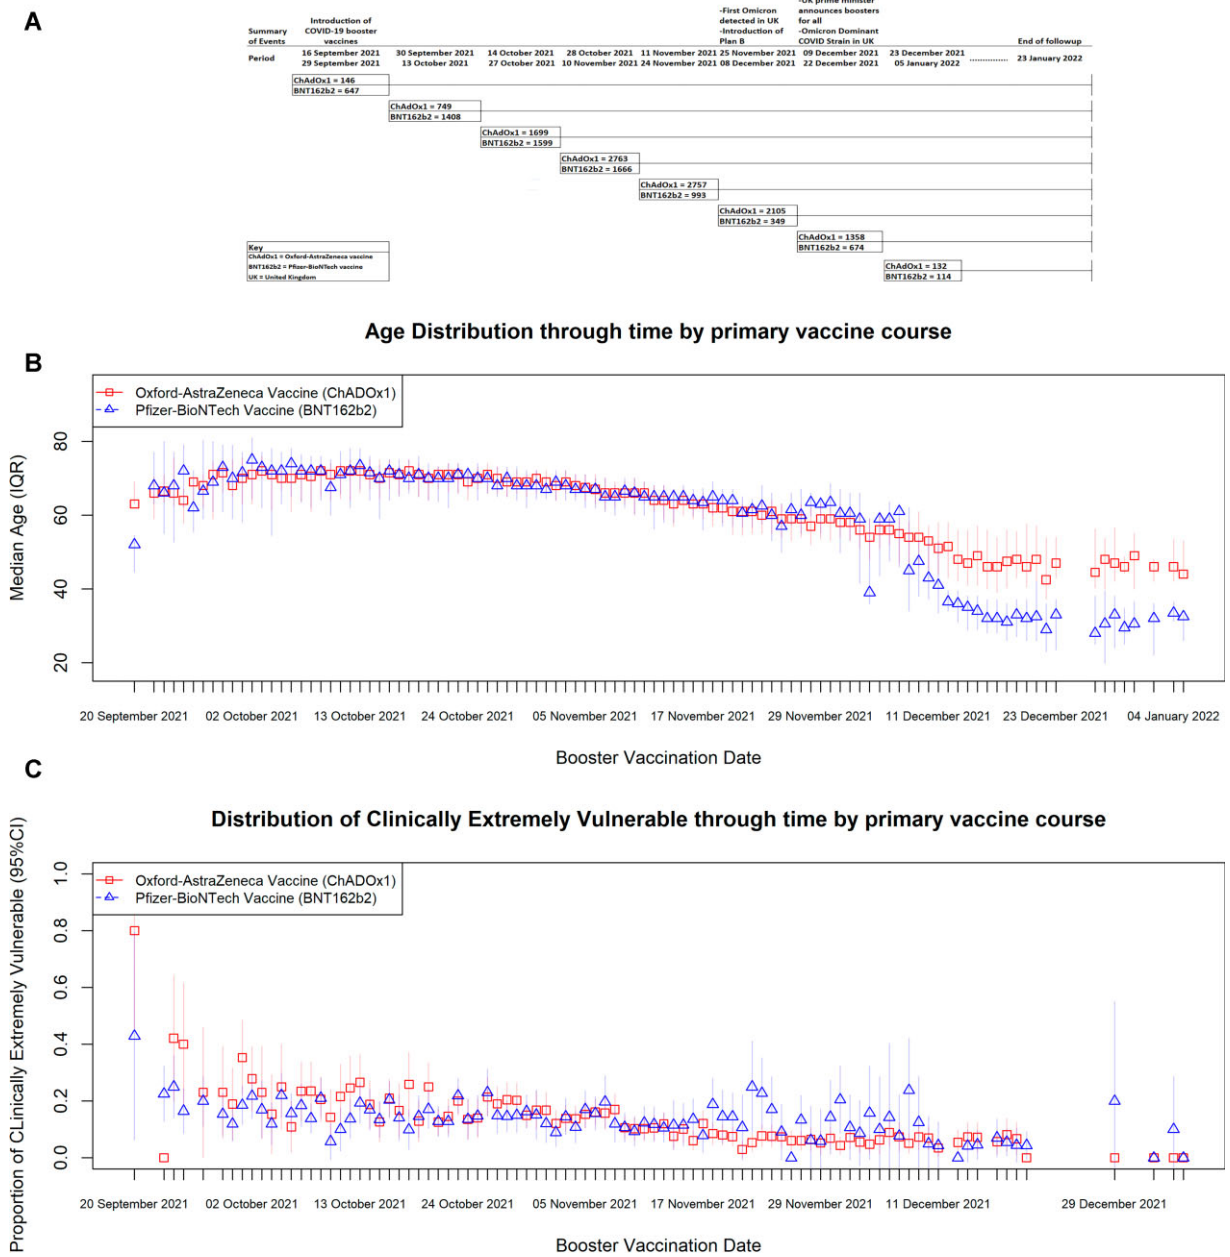 A
Summary
of Events
Introduction of
COVID-19 booster
vaccines
-First Omicron
detected in UK
-Introduction of
Plan B
-UK prime minister
announces boosters
for all
-Omicron Dominant
COVID Strain in UK
End of followup
Period
16 September 2021
29 September 2021
30 September 2021
13 October 2021
14 October 2021
27 October 2021
28 October 2021
10 November 2021
11 November 2021
24 November 2021
25 November 2021
08 December 2021
09 December 2021
22 December 2021
23 December 2021
05 January 2022
..............
23 January 2022
ChAdOx1 = 146
BNT162b2 = 647
ChAdOx1 = 749
BNT162b2 = 1408
ChAdOx1 = 1699
BNT162b2 = 1599
ChAdOx1 = 2763
BNT162b2 = 1666
ChAdOx1 = 2757
BNT162b2 = 993
ChAdOx1 = 2105
BNT162b2 = 349
ChAdOx1 = 1358
BNT162b2 = 674
ChAdOx1 = 132
BNT162b2 = 114
Key
ChAdOx1 = Oxford-AstraZeneca vaccine
BNT162b2 = Pfizer-BioNTech vaccine
UK = United Kingdom
Age Distribution through time by primary vaccine course
B
Oxford-AstraZeneca Vaccine (ChADOx1)
Pfizer-BioNTech Vaccine (BNT162b2)
Median Age (IQR)
80
60
40
20
20 September 2021
02 October 2021
13 October 2021
24 October 2021
05 November 2021
17 November 2021
29 November 2021
11 December 2021
23 December 2021
04 January 2022
Booster Vaccination Date
C
Distribution of Clinically Extremely Vulnerable through time by primary vaccine course
Oxford-AstraZeneca Vaccine (ChADOx1)
Pfizer-BioNTech Vaccine (BNT162b2)
Proportion of Clinically Extremely Vulnerable (95%CI)
1.0
0.8
0.6
0.4
0.2
0.0
20 September 2021
02 October 2021
13 October 2021
24 October 2021
05 November 2021
17 November 2021
29 November 2021
11 December 2021
29 December 2021
Booster Vaccination Date